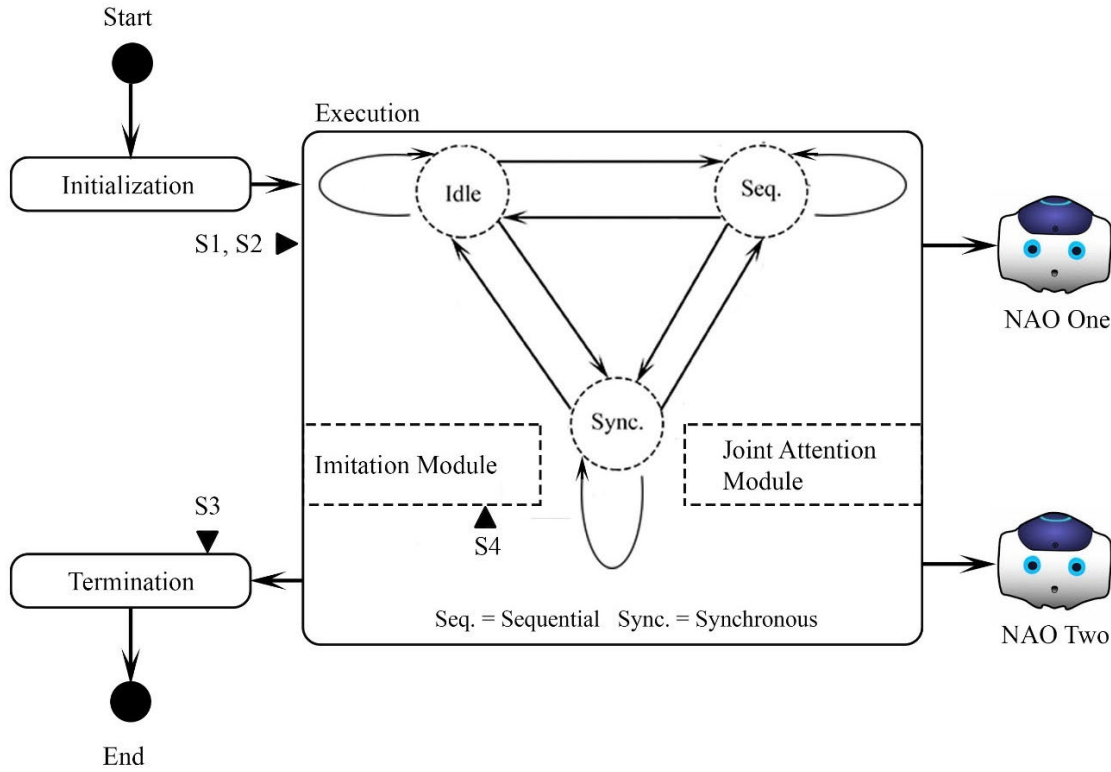 Start
Execution
Initialization
Idle
Seq.
S1, S2
NAO One
Sync.
Imitation Module
Joint Attention
Module
S3
S4
Termination
Seq. = Sequential   Sync. = Synchronous
NAO Two
End